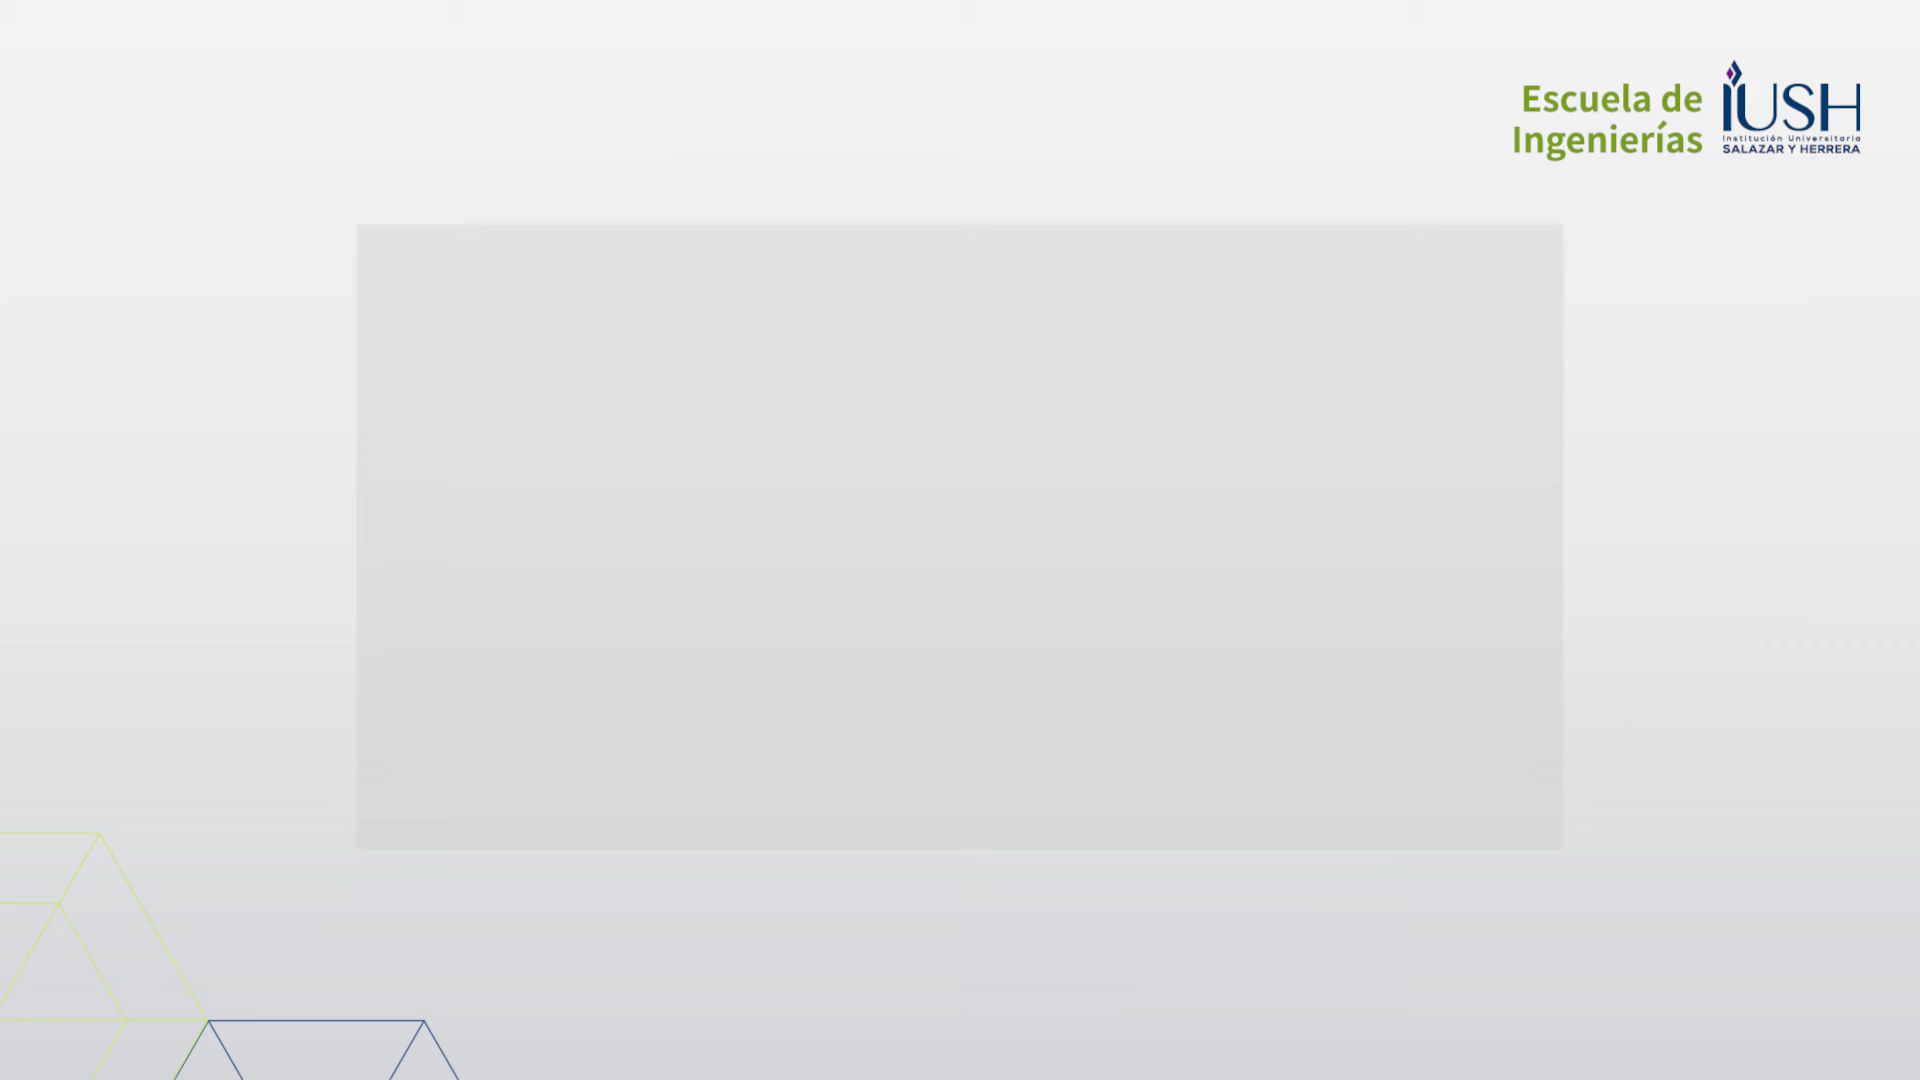 Escuela de
Ingenierías
IUSH
Institución Universitaria
SALAZAR Y HERRERA